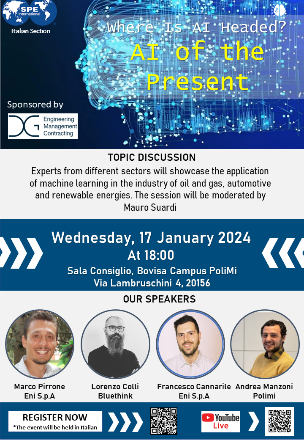 SPE
International
Italian Section
Where Is AI Headed?
AI of the
Present
Sponsored by
Engineering
Management
Contracting
TOPIC DISCUSSION
Experts from different sectors will showcase the application
of machine learning in the industry of oil and gas, automotive
and renewable energies. The session will be moderated by
Mauro Suardi
Wednesday, 17 January 2024
At 18:00
Sala Consiglio, Bovisa Campus PoliMi
Via Lambruschini 4, 20156
OUR SPEAKERS
Marco Pirrone
Eni S.p.A
Lorenzo Colli
Bluethink
Francesco Cannarile
Eni S.p.A
Andrea Manzoni
Polimi
REGISTER NOW
*The event will be held in Italian
YouTube
Live